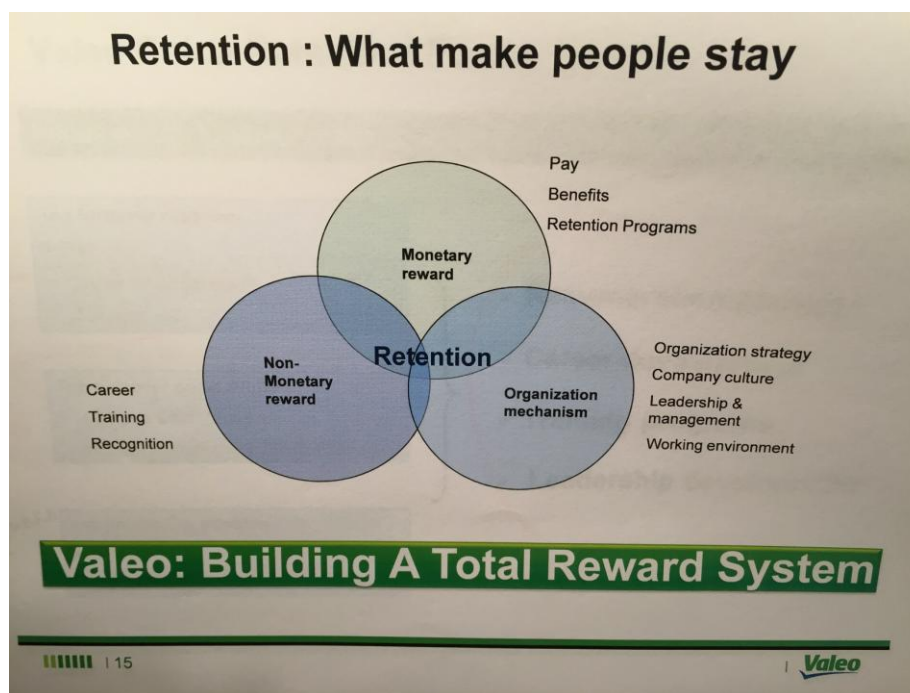 Retention : What make people stay
Pay
Benefits
Retention Programs
Monetary
reward
Retention
Non-
Monetary
reward
Career
Training
Recognition
Organization
mechanism
Organization strategy
Company culture
Leadership &
management
Working environment
Valeo: Building A Total Reward System
| 15
| Valeo